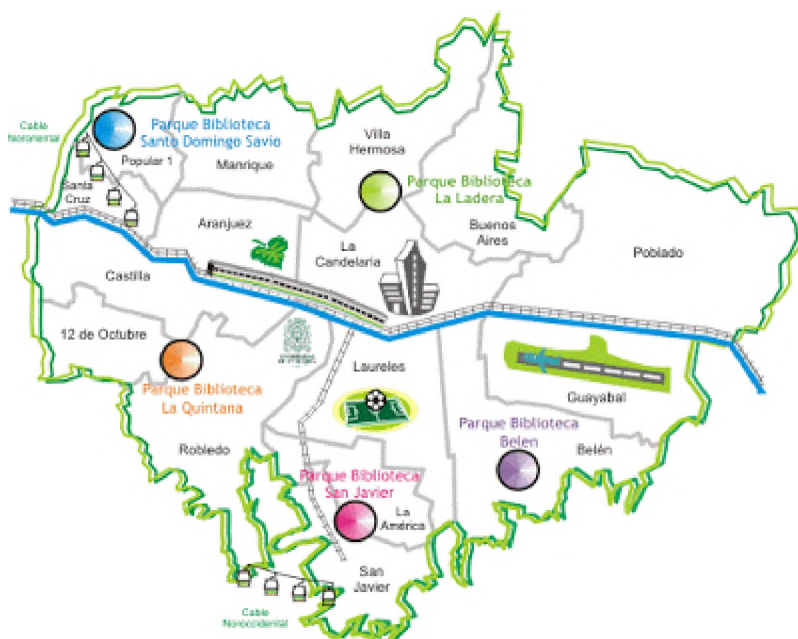 Cable
Nororiental
Parque Biblioteca
Santo Domingo Savio
Popular 1
Santa
Cruz
Manrique
Villa
Hermosa
Parque Biblioteca
La Ladera
Buenos
Aires
Aranjuez
La
Candelaria
Poblado
Castilla
12 de Octubre
Parque Biblioteca
La Quintana
Laureles
Guayabal
Parque Biblioteca
Belen
Belén
Robledo
Parque Biblioteca
San Javier
La
América
San
Javier
Cable
Noroccidental